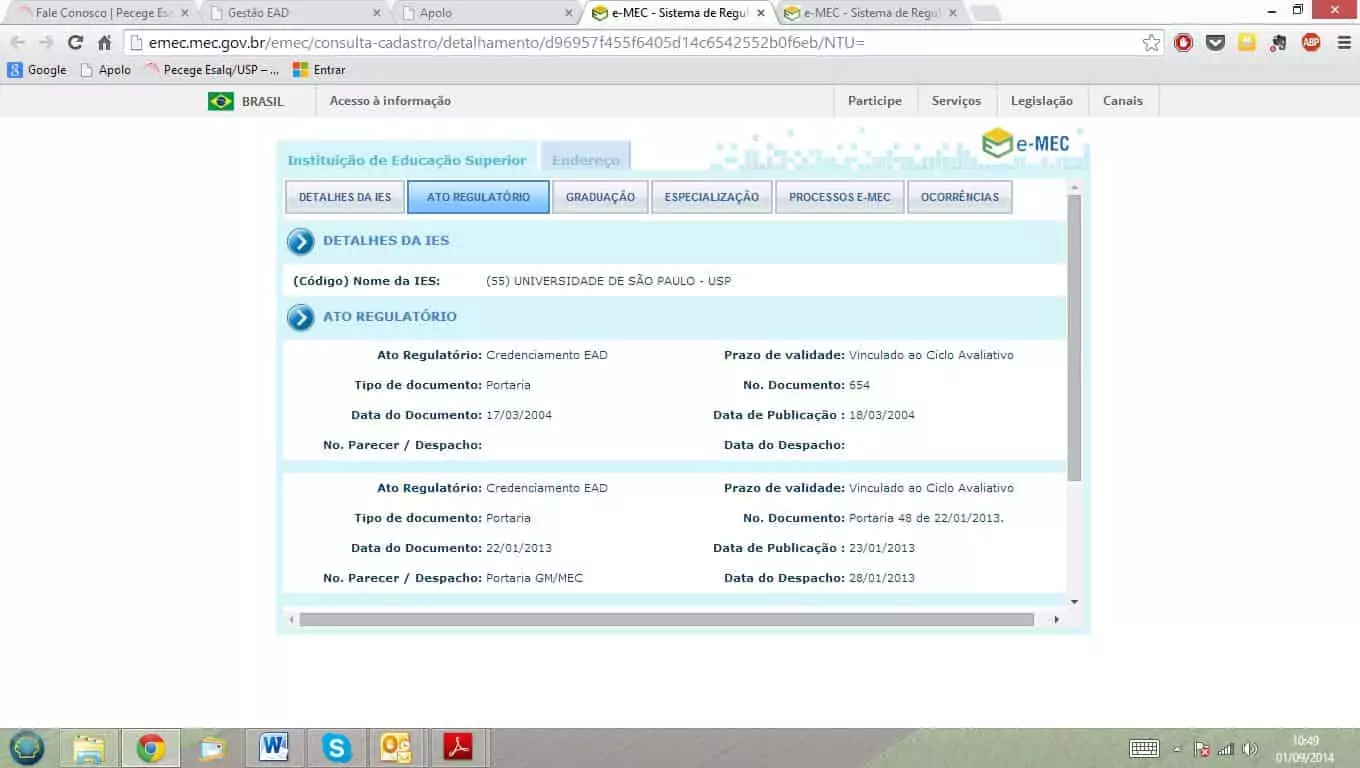 Fale Conosco | Pecege Es
Gestão EAD
Apolo
e-MEC - Sistema de Regul
e-MEC - Sistema de Regul
emec.mec.gov.br/emec/consulta-cadastro/detalhamento/d96957f455f6405d14c6542552b0f6eb/NTU=
ABP
Google
Apolo
Pecege Esalq/USP – ...
Entrar
BRASIL
Acesso à informação
Participe
Serviços
Legislação
Canais
e-MEC
Instituição de Educação Superior
Endereço
DETALHES DA IES
ATO REGULATÓRIO
GRADUAÇÃO
ESPECIALIZAÇÃO
PROCESSOS E-MEC
OCORRÊNCIAS
DETALHES DA IES
(Código) Nome da IES: (55) UNIVERSIDADE DE SÃO PAULO - USP
ATO REGULATÓRIO
Ato Regulatório: Credenciamento EAD Prazo de validade: Vinculado ao Ciclo Avaliativo
Tipo de documento: Portaria No. Documento: 654
Data do Documento: 17/03/2004 Data de Publicação : 18/03/2004
No. Parecer / Despacho: Data do Despacho:
Ato Regulatório: Credenciamento EAD Prazo de validade: Vinculado ao Ciclo Avaliativo
Tipo de documento: Portaria No. Documento: Portaria 48 de 22/01/2013.
Data do Documento: 22/01/2013 Data de Publicação : 23/01/2013
No. Parecer / Despacho: Portaria GM/MEC Data do Despacho: 28/01/2013
10:49
01/09/2014